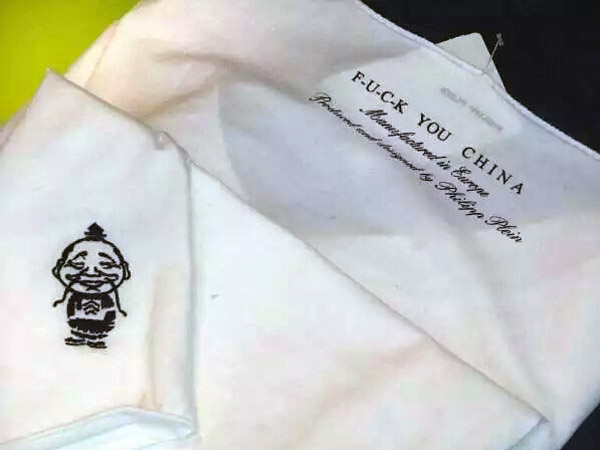 F-U-C-K YOU CHINA
Manufactured in Europe
Produced and designed by Philipp Plein